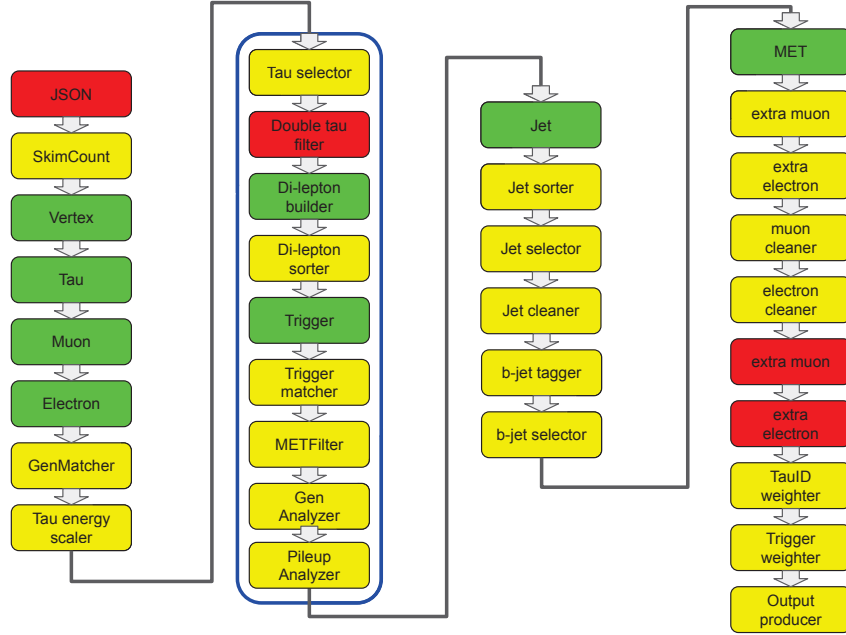 JSON
SkimCount
Vertex
Tau
Muon
Electron
GenMatcher
Tau energy
scaler
Tau selector
Double tau
filter
Di-lepton
builder
Di-lepton
sorter
Trigger
Trigger
matcher
METFilter
Gen
Analyzer
Pileup
Analyzer
Jet
Jet sorter
Jet selector
Jet cleaner
b-jet tagger
b-jet selector
MET
extra muon
extra
electron
muon
cleaner
electron
cleaner
extra muon
extra
electron
TauID
weighter
Trigger
weighter
Output
producer